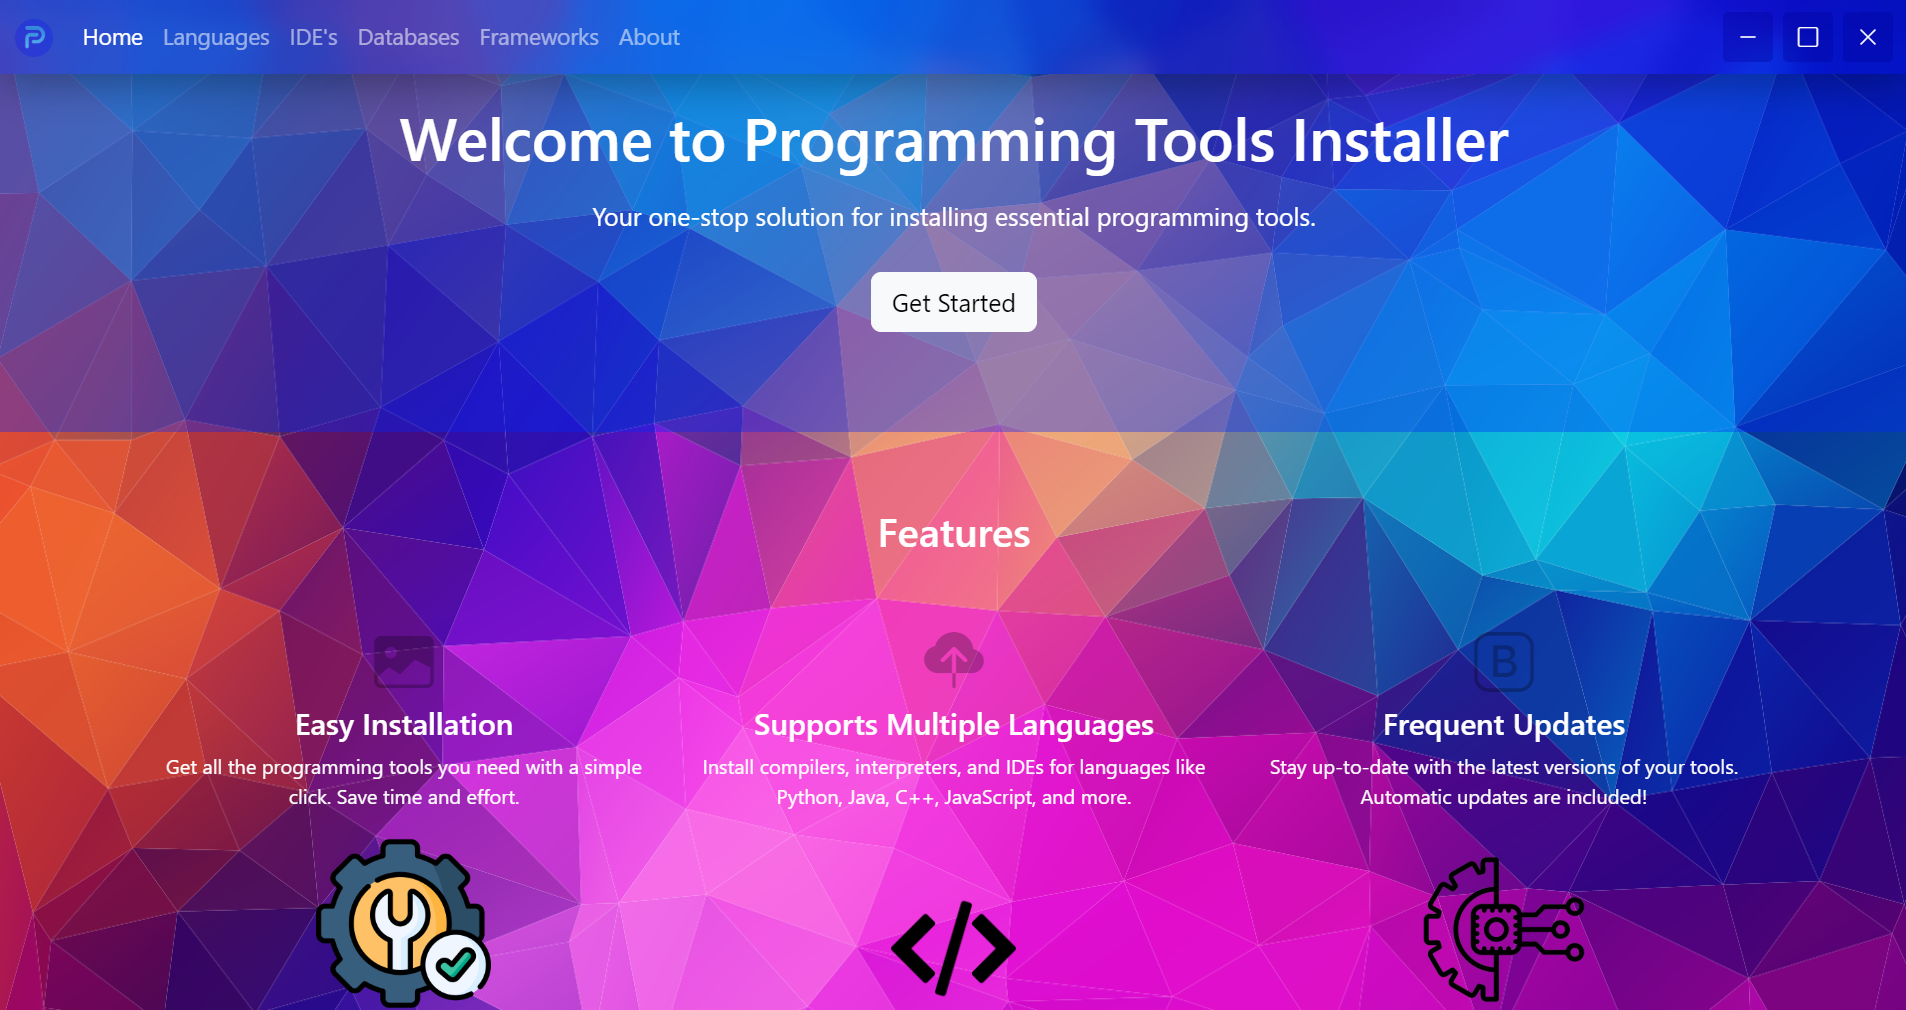 Home Languages IDE's Databases Frameworks About
Welcome to Programming Tools Installer
Your one-stop solution for installing essential programming tools.
Get Started
Features
B
Easy Installation
Get all the programming tools you need with a simple
click. Save time and effort.
Supports Multiple Languages
Install compilers, interpreters, and IDEs for languages like
Python, Java, C++, JavaScript, and more.
Frequent Updates
Stay up-to-date with the latest versions of your tools.
Automatic updates are included!